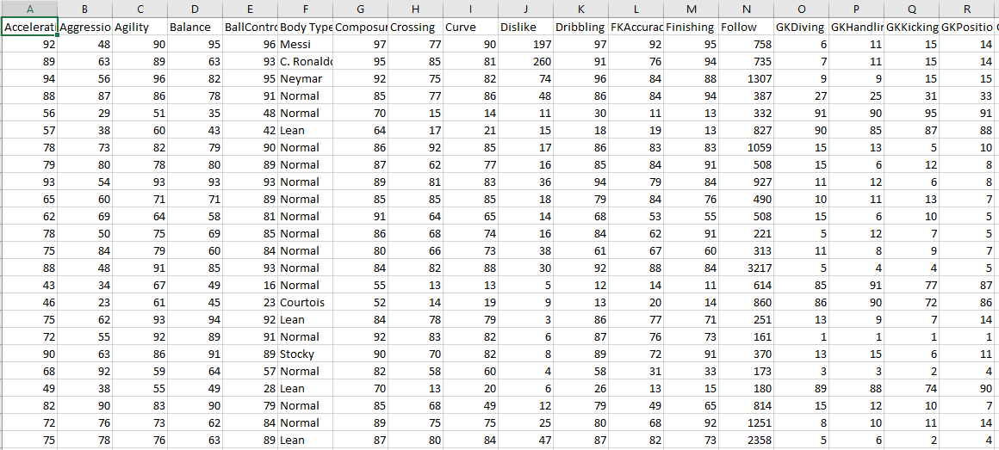 A B C D E F G H I J K L M N O P Q R
Accelerati Aggressio Agility Balance BallContro Body Type Composur Crossing Curve Dislike Dribbling FKAccurac Finishing Follow GKDiving GKHandlin GKKicking GKPositio
92 48 90 95 96 Messi 97 77 90 197 97 92 95 758 6 11 15 14
89 63 89 63 93 C. Ronaldo 95 85 81 260 91 76 94 735 7 11 15 14
94 56 96 82 95 Neymar 92 75 82 74 96 84 88 1307 9 9 15 15
88 87 86 78 91 Normal 85 77 86 48 86 84 94 387 27 25 31 33
56 29 51 35 48 Normal 70 15 14 11 30 11 13 332 91 90 95 91
57 38 60 43 42 Lean 64 17 21 15 18 19 13 827 90 85 87 88
78 73 82 79 90 Normal 86 92 85 17 86 83 83 1059 15 13 5 10
79 80 78 80 89 Normal 87 62 77 16 85 84 91 508 15 6 12 8
93 54 93 93 93 Normal 89 81 83 36 94 79 84 927 11 12 6 8
65 60 71 71 89 Normal 85 85 85 18 79 84 76 490 10 11 13 7
62 69 64 58 81 Normal 91 64 65 14 68 53 55 508 15 6 10 5
78 50 75 69 85 Normal 86 68 74 16 84 62 91 221 5 12 7 5
75 84 79 60 84 Normal 80 66 73 38 61 67 60 313 11 8 9 7
88 48 91 85 93 Normal 84 82 88 30 92 88 84 3217 5 4 4 5
43 34 67 49 16 Normal 55 13 13 5 12 14 11 614 85 91 77 87
46 23 61 45 23 Courtois 52 14 19 9 13 20 14 860 86 90 72 86
75 62 93 94 92 Lean 84 78 79 3 86 77 71 251 13 9 7 14
72 55 92 89 91 Normal 92 83 82 6 87 76 73 161 1 1 1 1
90 63 86 91 89 Stocky 90 70 82 8 89 72 91 370 13 15 6 11
68 92 59 64 57 Normal 82 58 60 4 58 31 33 173 3 3 2 4
49 38 55 49 28 Lean 70 13 20 6 26 13 15 180 89 88 74 90
82 90 83 90 79 Normal 85 68 49 12 79 49 65 814 15 12 10 7
72 76 73 62 84 Normal 89 75 75 25 80 68 92 1251 8 10 11 14
75 78 76 63 89 Lean 87 80 84 47 87 82 73 2358 5 6 2 4